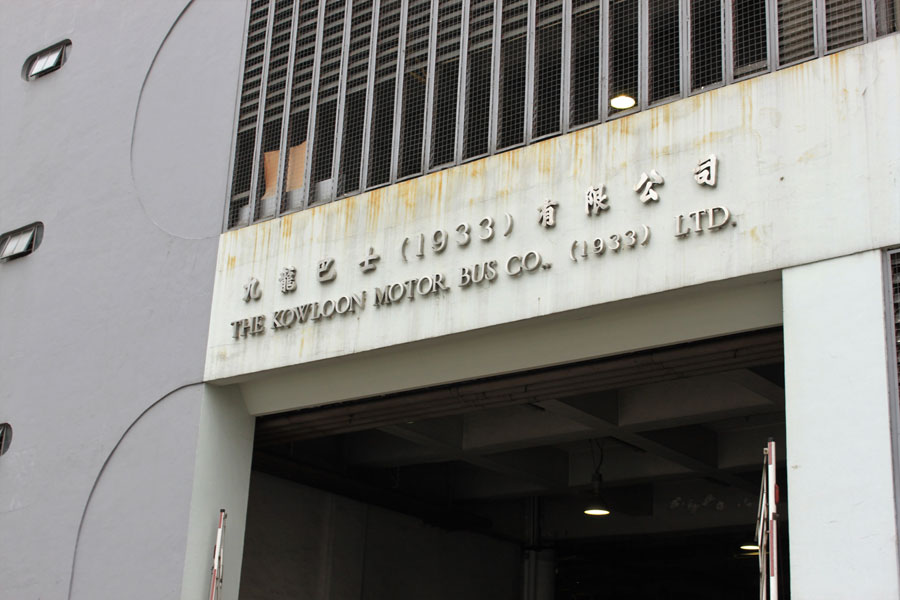 九龍巴士(1933)有限公司
THE KOWLOON MOTOR BUS CO., (1933) LTD.